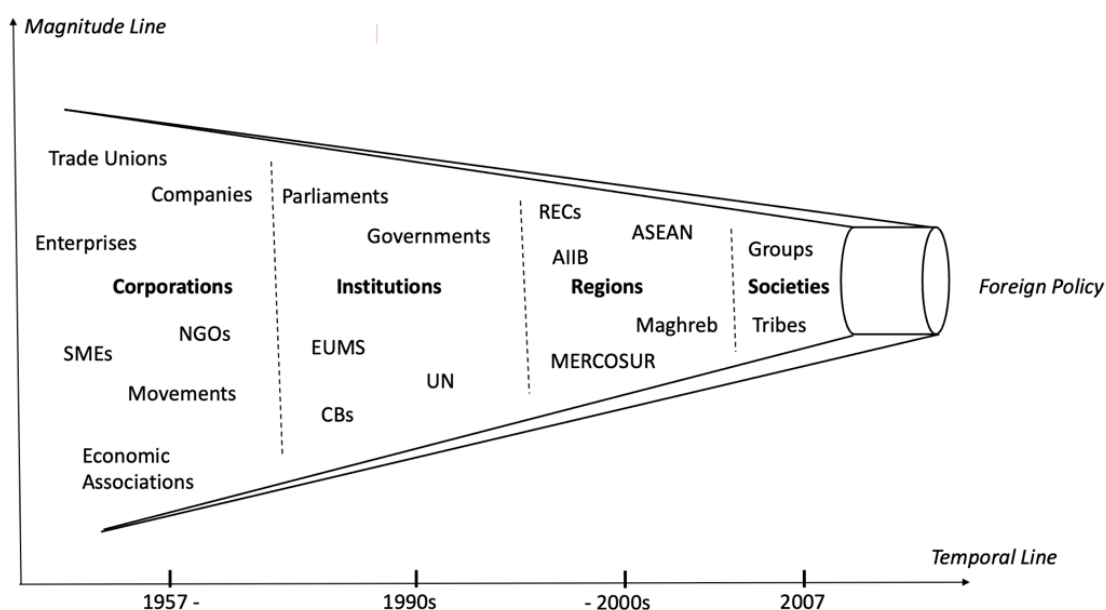 Magnitude Line
Trade Unions
Companies
Enterprises
Corporations
NGOs
SMEs
Movements
Economic
Associations
Parliaments
Governments
Institutions
EUMS
UN
CBs
RECs
ASEAN
AIIB
Regions
Maghreb
MERCOSUR
Groups
Societies
Tribes
Foreign Policy
Temporal Line
1957 -
1990s
- 2000s
2007